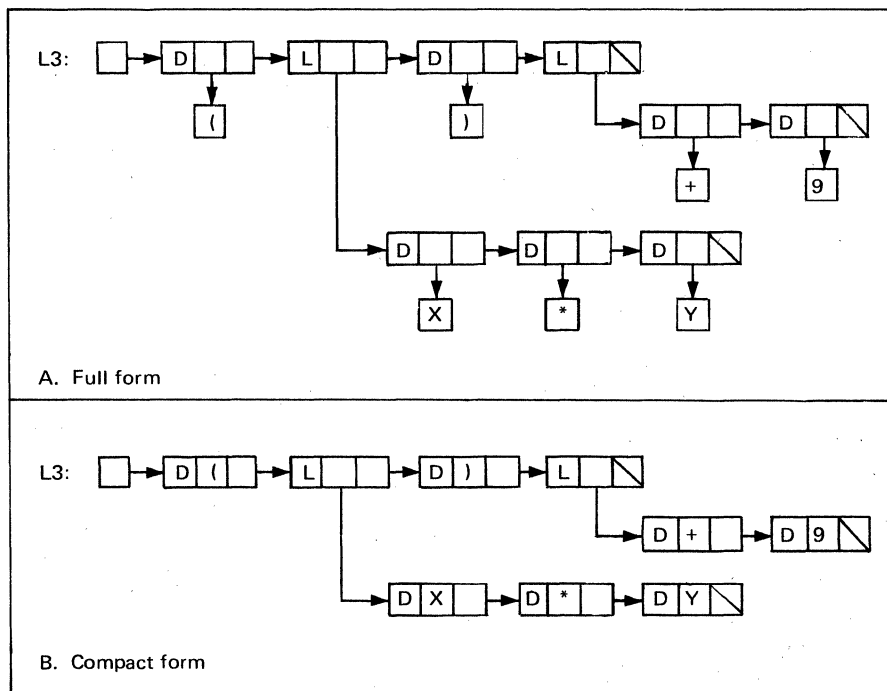 L3: D L D L
( )
D D
+ 9
D D D
X * Y
A. Full form
L3: D ( L D ) L
D + D 9
D X D * D Y
B. Compact form